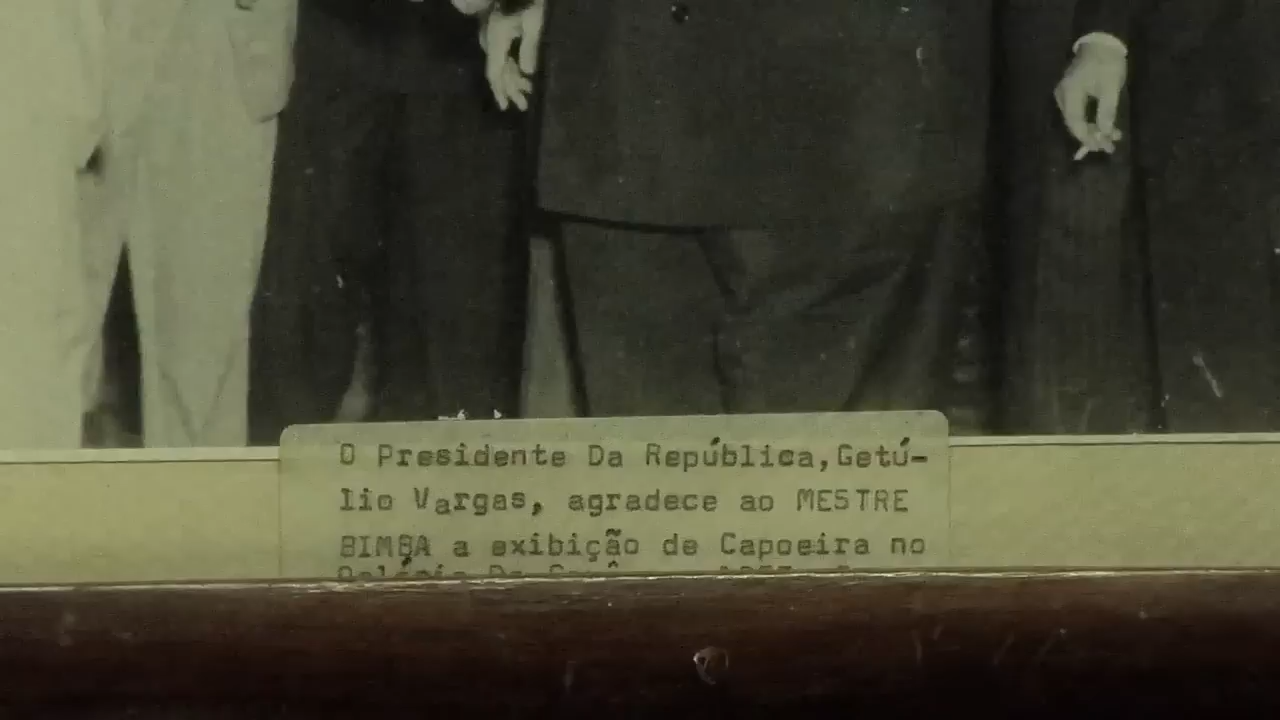 O Presidente Da República,Getú-
lio Vargas, agradece ao MESTRE
BIMBA a exibição de Capoeira no